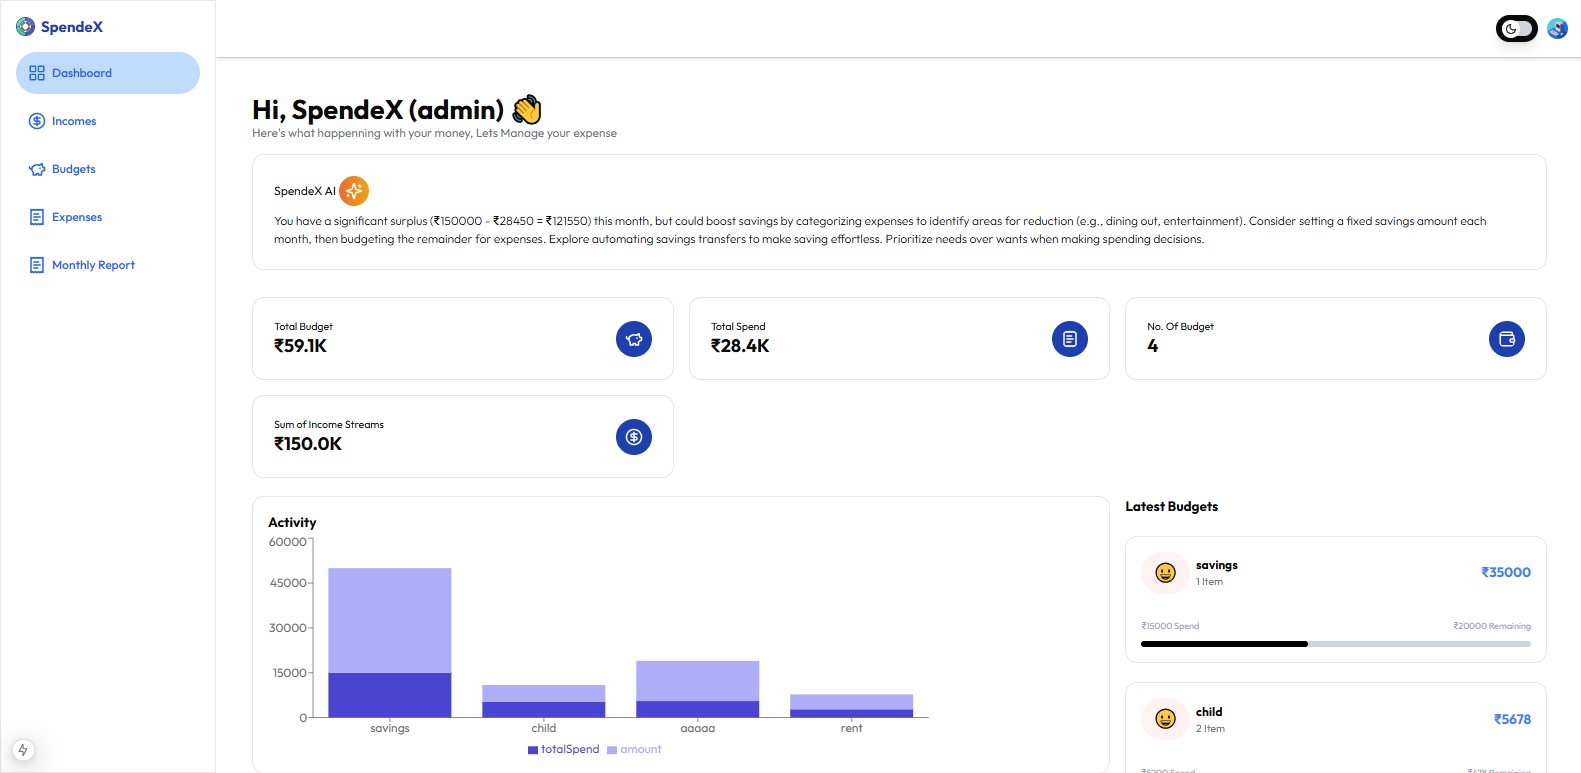 SpendeX
Dashboard
Incomes
Budgets
Expenses
Monthly Report
Hi, SpendeX (admin) 👋
Here's what happenning with your money, Lets Manage your expense
SpendeX AI
You have a significant surplus (₹150000 - ₹28450 = ₹121550) this month, but could boost savings by categorizing expenses to identify areas for reduction (e.g., dining out, entertainment). Consider setting a fixed savings amount each
month, then budgeting the remainder for expenses. Explore automating savings transfers to make saving effortless. Prioritize needs over wants when making spending decisions.
Total Budget
₹59.1K
Total Spend
₹28.4K
No. Of Budget
4
Sum of Income Streams
₹150.0K
Activity
60000
45000
30000
15000
0
savings child aaaaa rent
totalSpend amount
Latest Budgets
savings
1 Item
₹35000
₹15000 Spend ₹20000 Remaining
child
2 Item
₹5678
₹5200 Spend ₹478 Remaining